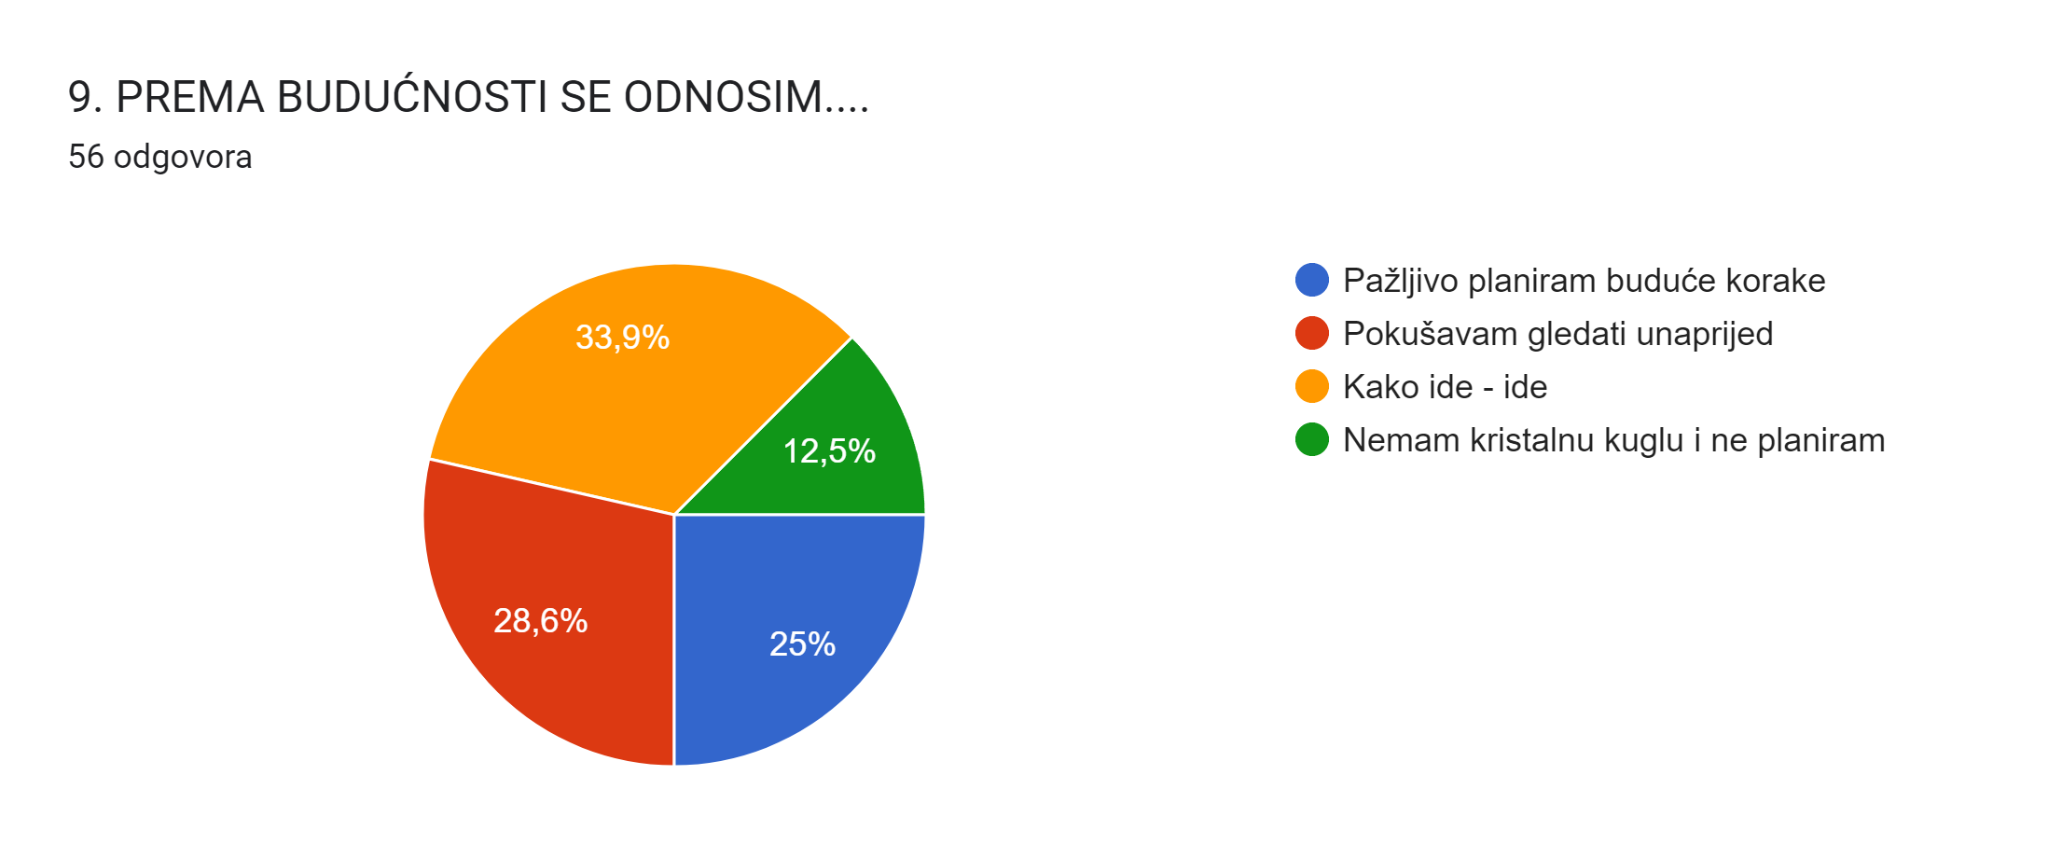 9. PREMA BUDUĆNOSTI SE ODNOSIM....
56 odgovora
33,9%
12,5%
28,6%
25%
Pažljivo planiram buduće korake
Pokušavam gledati unaprijed
Kako ide - ide
Nemam kristalnu kuglu i ne planiram